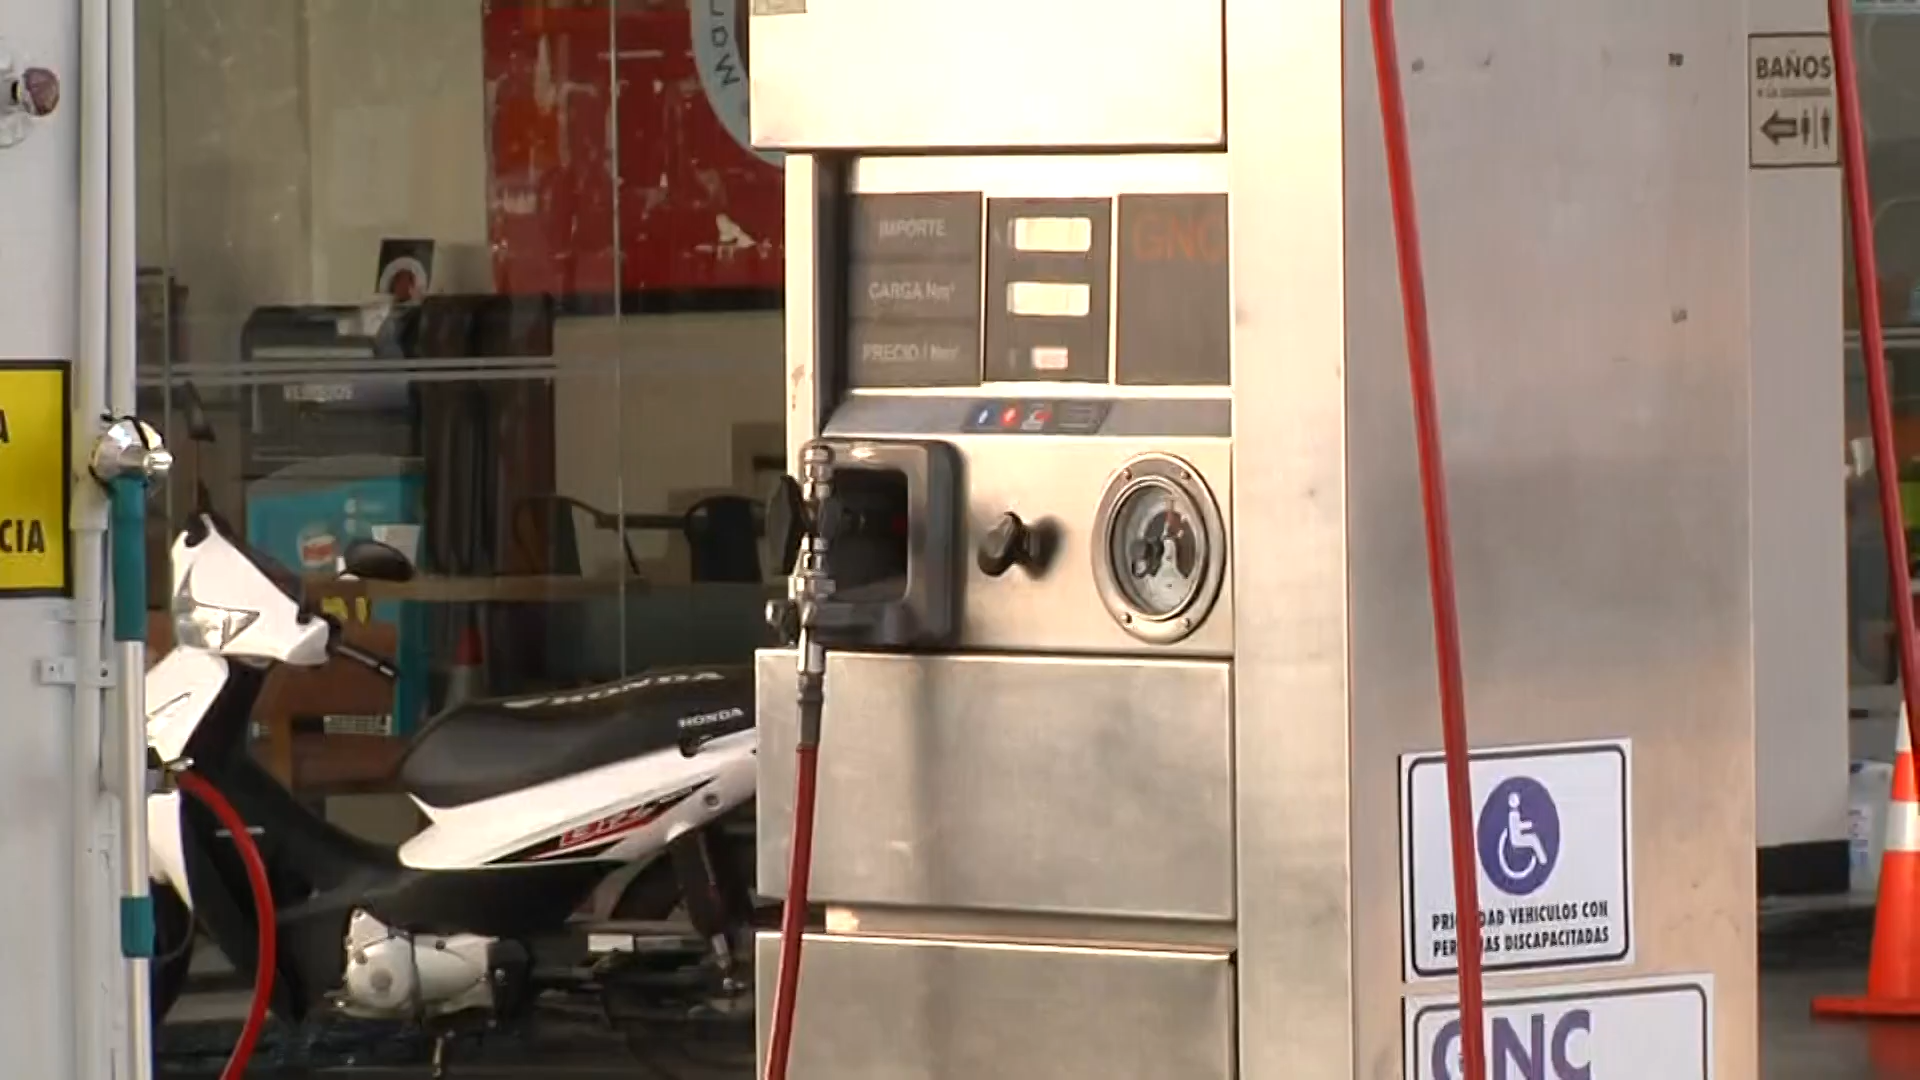 BAÑOS
IMPORTE
GNC
CARGA Nm³
PRECIO / Nm³
A
CIA
HONDA
HONDA
PRIORIDAD VEHICULOS CON
PERSONAS DISCAPACITADAS
GNC